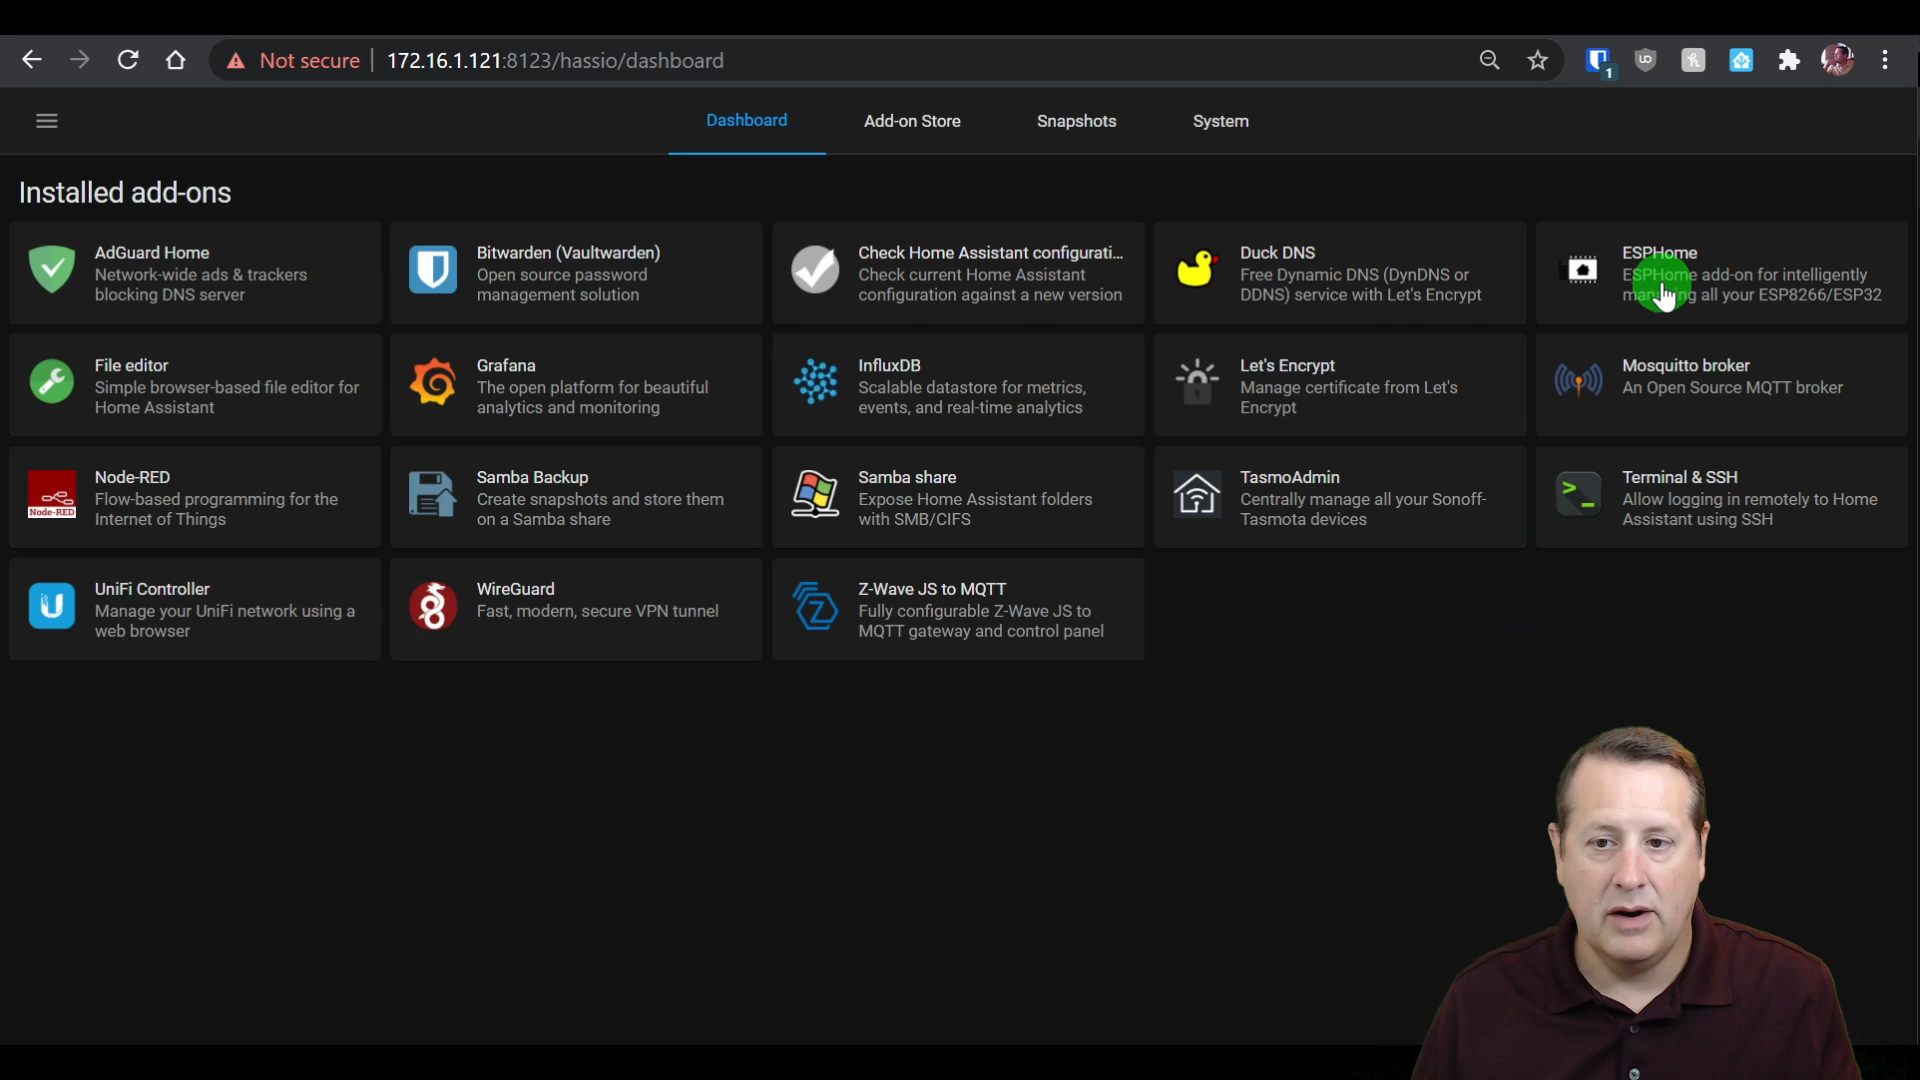 Not secure 172.16.1.121:8123/hassio/dashboard
1
Dashboard Add-on Store Snapshots System
Installed add-ons
AdGuard Home
Network-wide ads & trackers
blocking DNS server
Bitwarden (Vaultwarden)
Open source password
management solution
Check Home Assistant configurati...
Check current Home Assistant
configuration against a new version
Duck DNS
Free Dynamic DNS (DynDNS or
DDNS) service with Let's Encrypt
ESPHome
ESPHome add-on for intelligently
managing all your ESP8266/ESP32
File editor
Simple browser-based file editor for
Home Assistant
Grafana
The open platform for beautiful
analytics and monitoring
InfluxDB
Scalable datastore for metrics,
events, and real-time analytics
Let's Encrypt
Manage certificate from Let's
Encrypt
Mosquitto broker
An Open Source MQTT broker
Node-RED
Node-RED
Flow-based programming for the
Internet of Things
Samba Backup
Create snapshots and store them
on a Samba share
Samba share
Expose Home Assistant folders
with SMB/CIFS
TasmoAdmin
Centrally manage all your Sonoff-
Tasmota devices
Terminal & SSH
Allow logging in remotely to Home
Assistant using SSH
UniFi Controller
Manage your UniFi network using a
web browser
WireGuard
Fast, modern, secure VPN tunnel
Z-Wave JS to MQTT
Fully configurable Z-Wave JS to
MQTT gateway and control panel